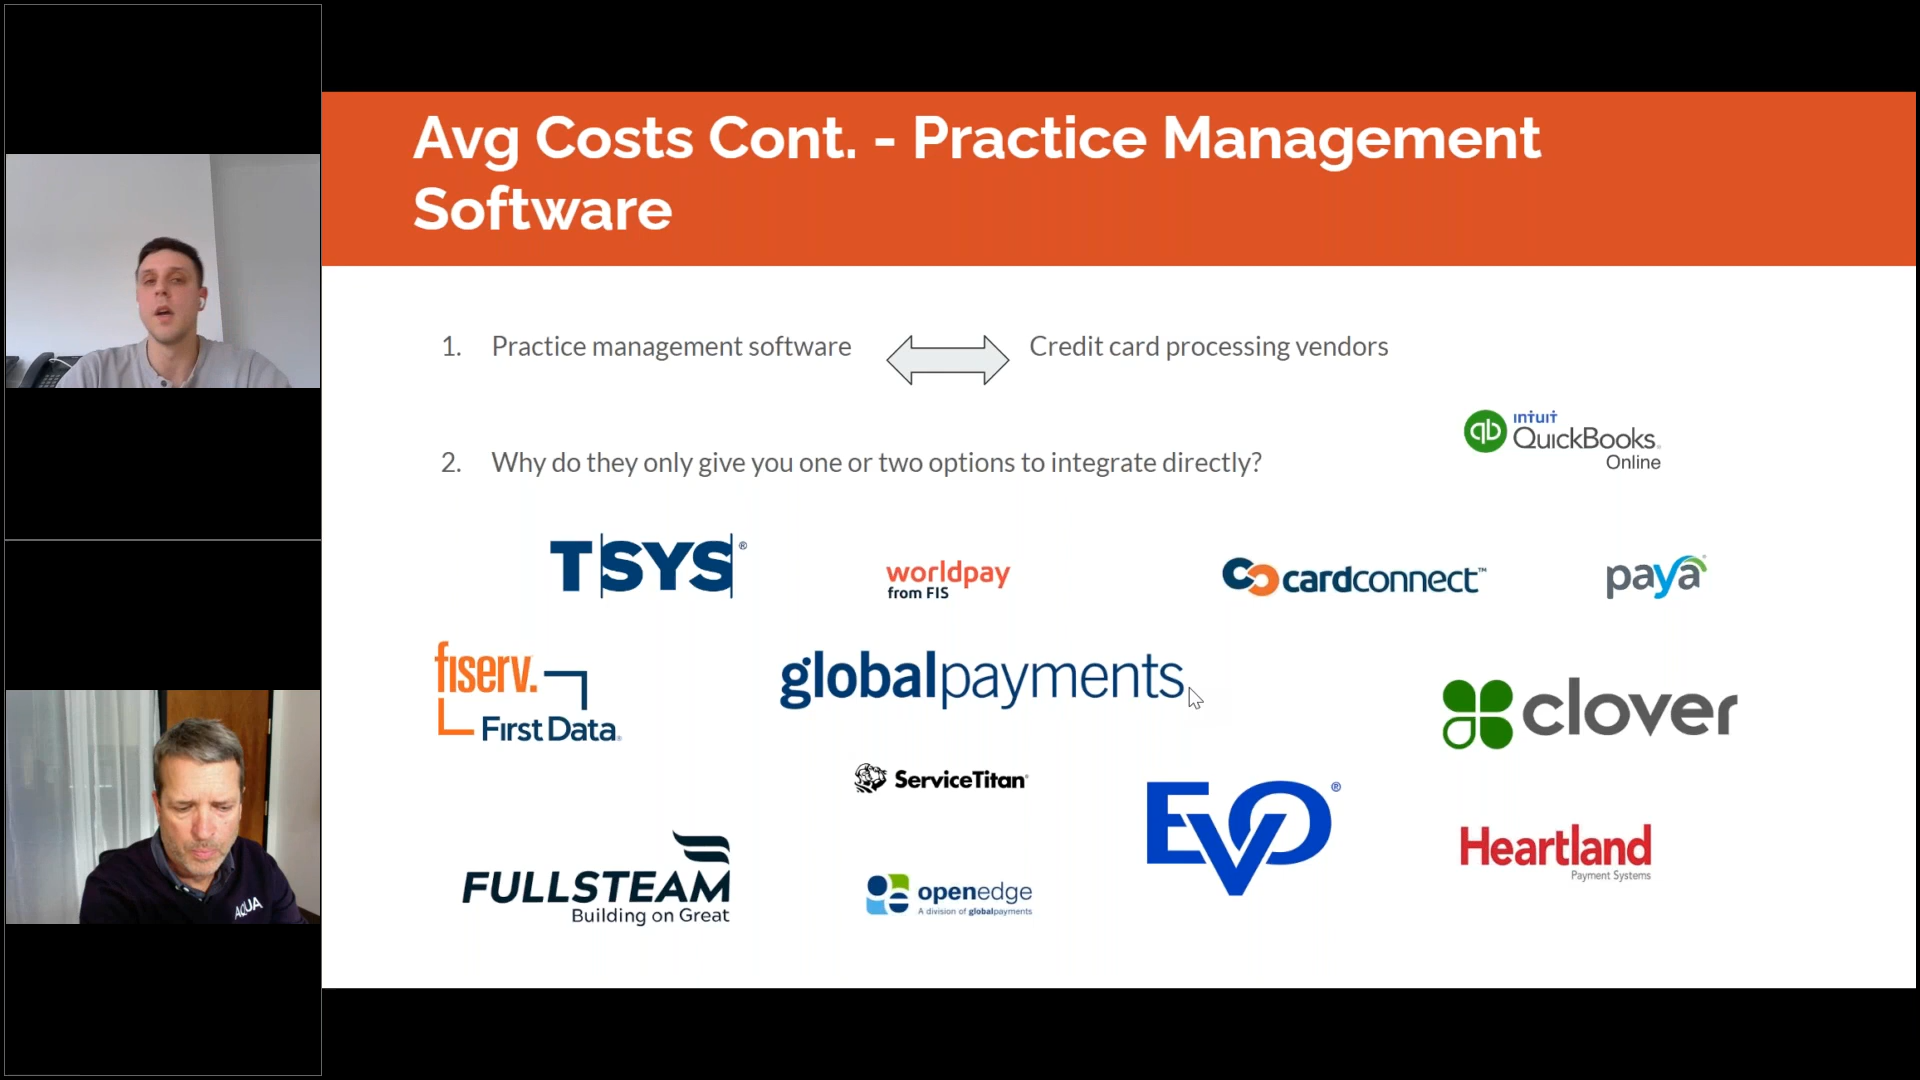 Avg Costs Cont. - Practice Management
Software
1. Practice management software
Credit card processing vendors
2. Why do they only give you one or two options to integrate directly?
qb
intuit
QuickBooks.
Online
TSYS®
worldpay
from FIS
cardconnect™
paya
fiserv.
First Data®
globalpayments
clover
ServiceTitan®
EVO®
Heartland
Payment Systems
FULLSTEAM
Building on Great
openedge
A division of globalpayments
AQUA